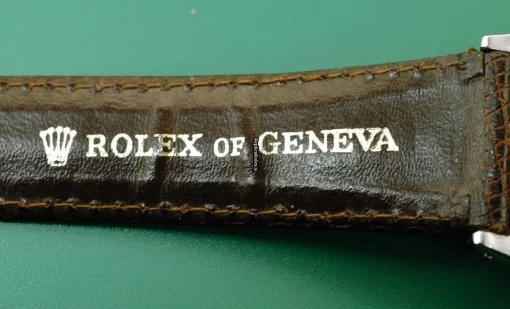 ROLEX OF GENEVA